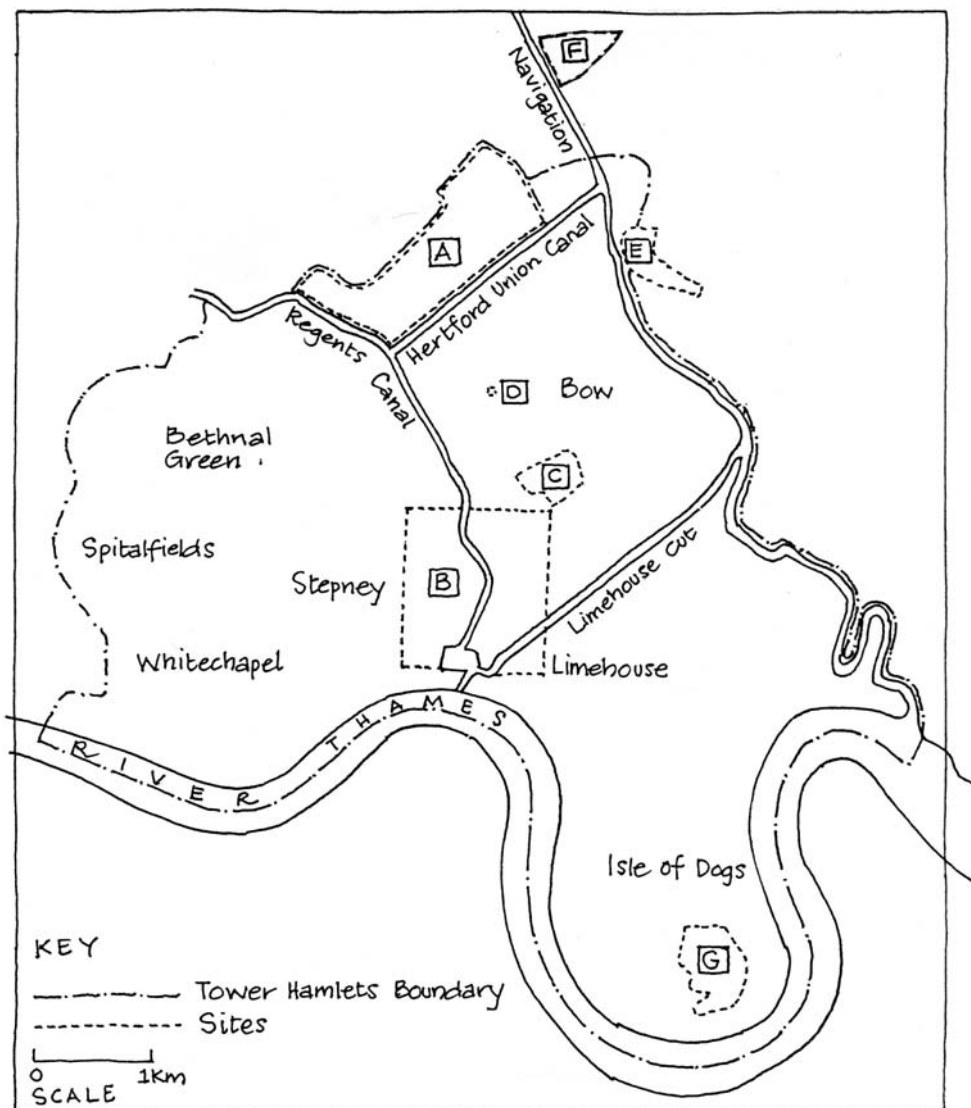 F
Navigation
A
E
Hertford Union Canal
Regents
Canal
D
Bow
Bethnal
Green
C
Spitalfields
Stepney
B
Limehouse Cut
Whitechapel
Limehouse
RIVER THAMES
Isle of Dogs
G
KEY
Tower Hamlets Boundary
Sites
0 1Km
SCALE